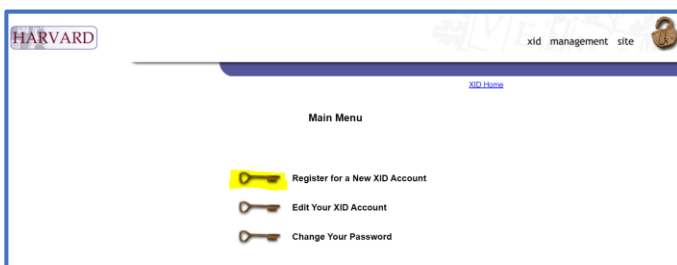 HARVARD
xid management site
XID Home
Main Menu
Register for a New XID Account
Edit Your XID Account
Change Your Password